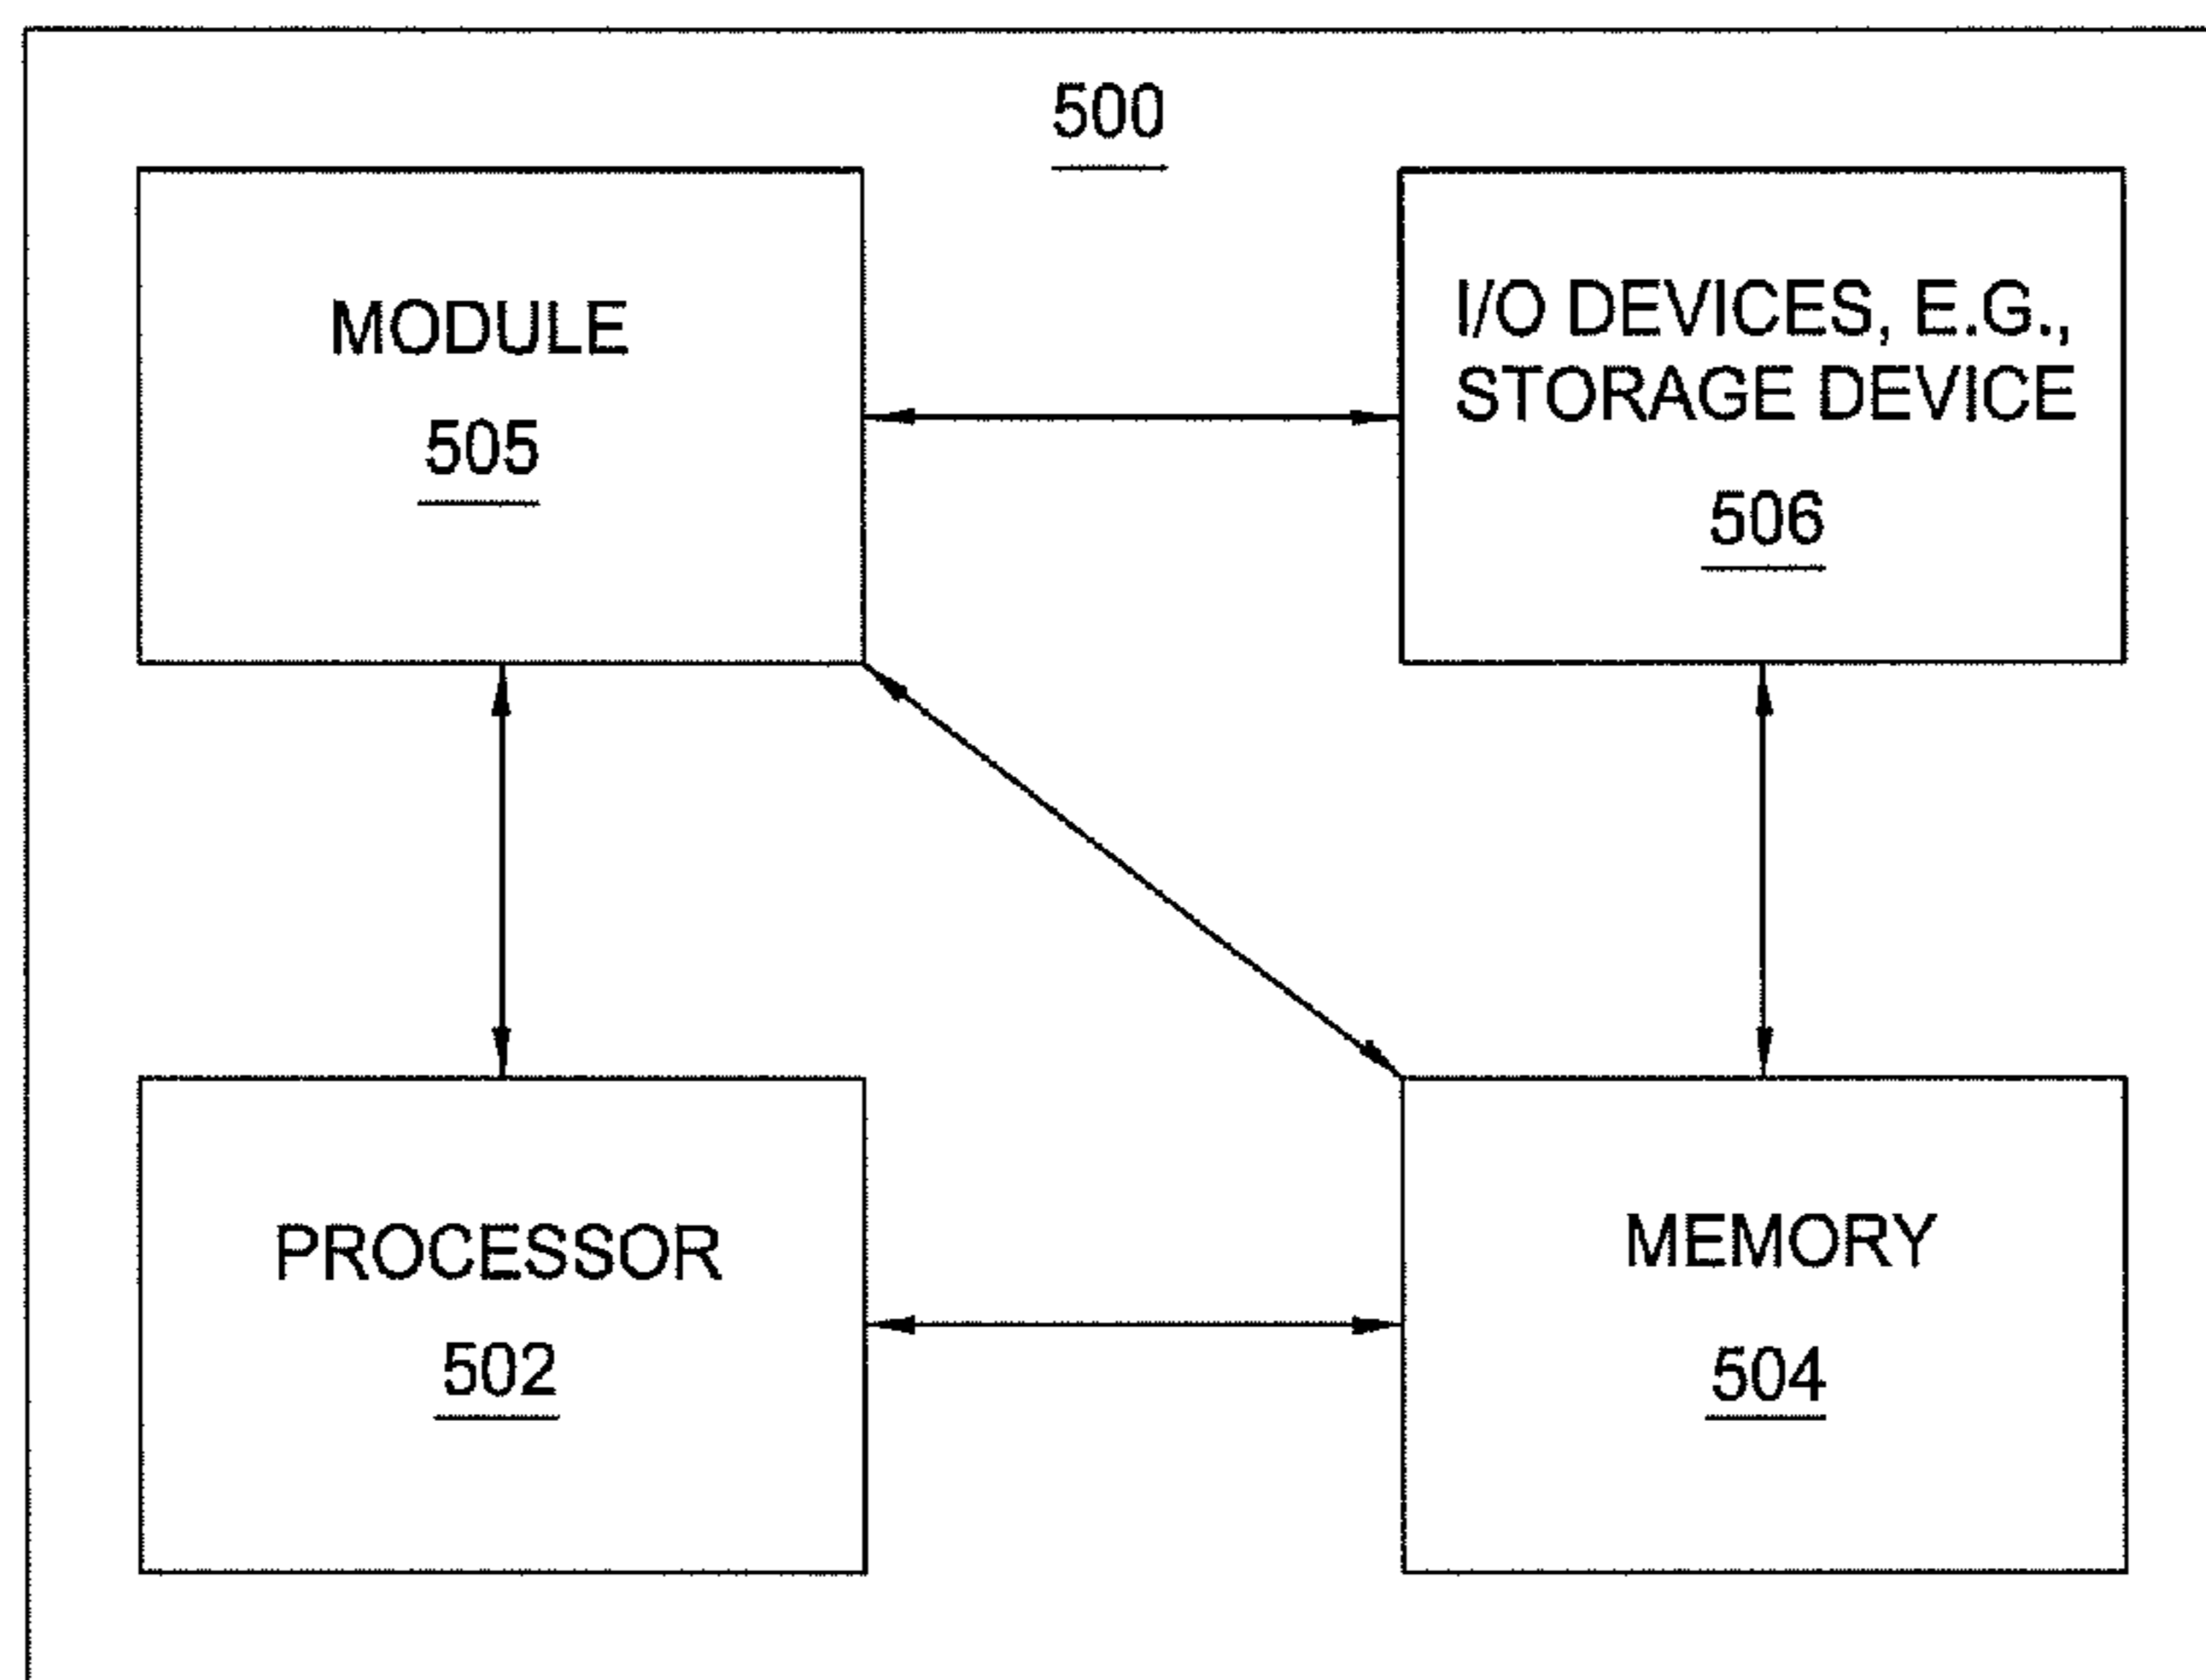 500
MODULE
505
I/O DEVICES, E.G.,
STORAGE DEVICE
506
PROCESSOR
502
MEMORY
504